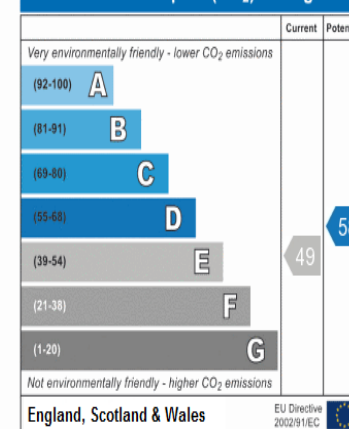 Current
Very environmentally friendly - lower CO2 emissions
(92-100) A
(81-91) B
(69-80) C
(55-68) D
(39-54) E 49
(21-38) F
(1-20) G
Not environmentally friendly - higher CO2 emissions
England, Scotland & Wales
EU Directive
2002/91/EC